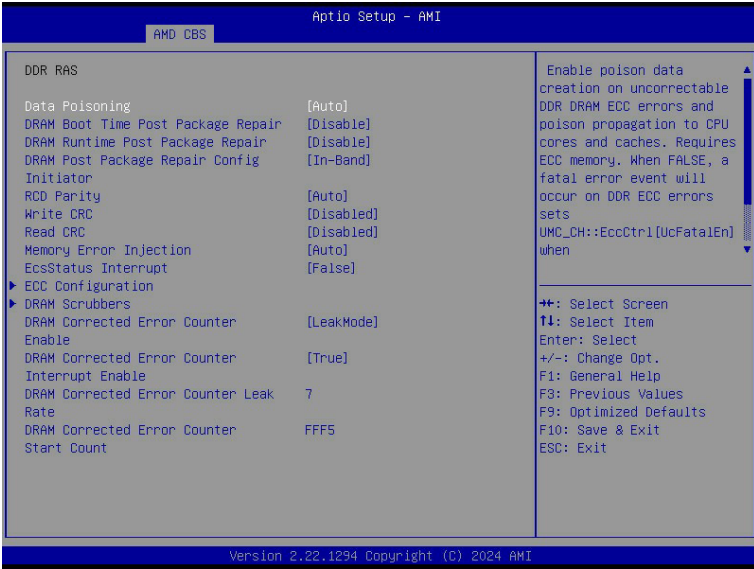 Aptio Setup - AMI
AMD CBS
DDR RAS
Data Poisoning [Auto]
DRAM Boot Time Post Package Repair [Disable]
DRAM Runtime Post Package Repair [Disable]
DRAM Post Package Repair Config [In-Band]
Initiator
RCD Parity [Auto]
Write CRC [Disabled]
Read CRC [Disabled]
Memory Error Injection [Auto]
EcsStatus Interrupt [False]
ECC Configuration
DRAM Scrubbers
DRAM Corrected Error Counter [LeakMode]
Enable
DRAM Corrected Error Counter [True]
Interrupt Enable
DRAM Corrected Error Counter Leak 7
Rate
DRAM Corrected Error Counter FFF5
Start Count
Enable poison data
creation on uncorrectable
DDR DRAM ECC errors and
poison propagation to CPU
cores and caches. Requires
ECC memory. When FALSE, a
fatal error event will
occur on DDR ECC errors
sets
UMC_CH::EccCtrl[UcFatalEn]
when
→←: Select Screen
↑↓: Select Item
Enter: Select
+/-: Change Opt.
F1: General Help
F3: Previous Values
F9: Optimized Defaults
F10: Save & Exit
ESC: Exit
Version 2.22.1294 Copyright (C) 2024 AMI